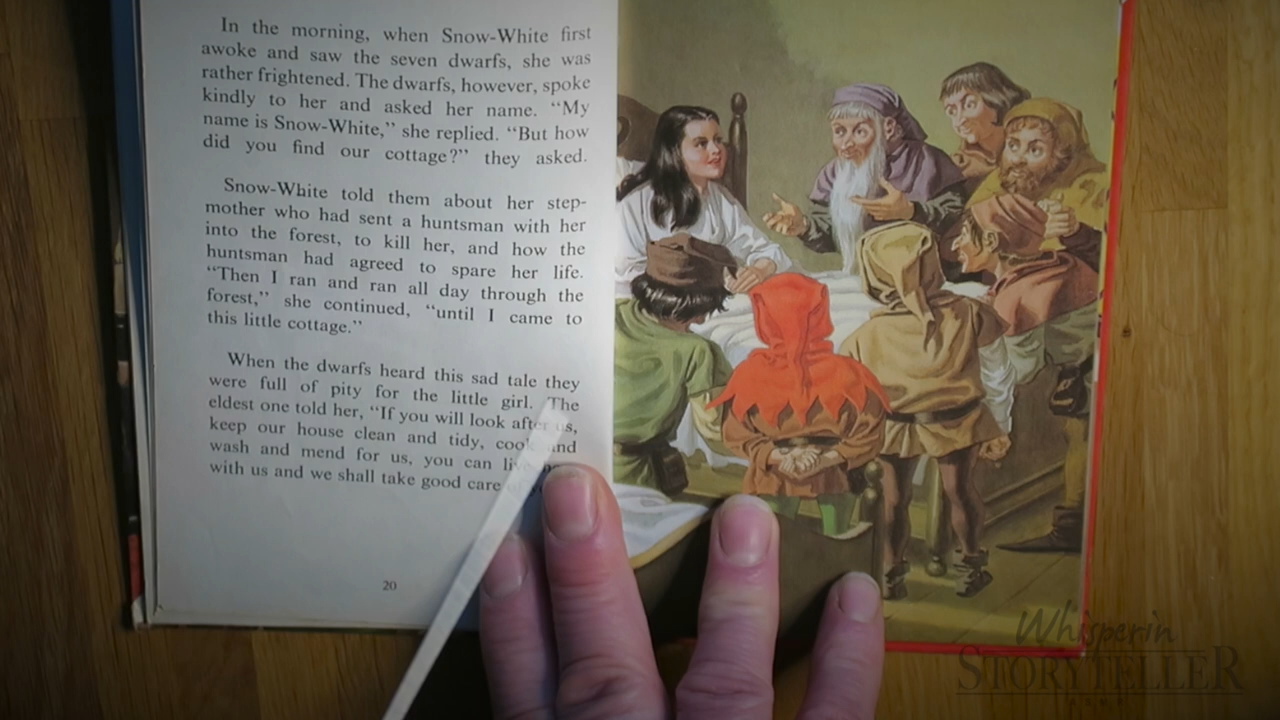 In the morning, when Snow-White first
awoke and saw the seven dwarfs, she was
rather frightened. The dwarfs, however, spoke
kindly to her and asked her name. “My
name is Snow-White,” she replied. “But how
did you find our cottage?” they asked.
Snow-White told them about her step-
mother who had sent a huntsman with her
into the forest, to kill her, and how the
huntsman had agreed to spare her life.
“Then I ran and ran all day through the
forest,” she continued, “until I came to
this little cottage.”
When the dwarfs heard this sad tale they
were full of pity for the little girl. The
eldest one told her, “If you will look after us,
keep our house clean and tidy, cook and
wash and mend for us, you can
with us and we shall take good care
20
Whisperin
STORYTELLER